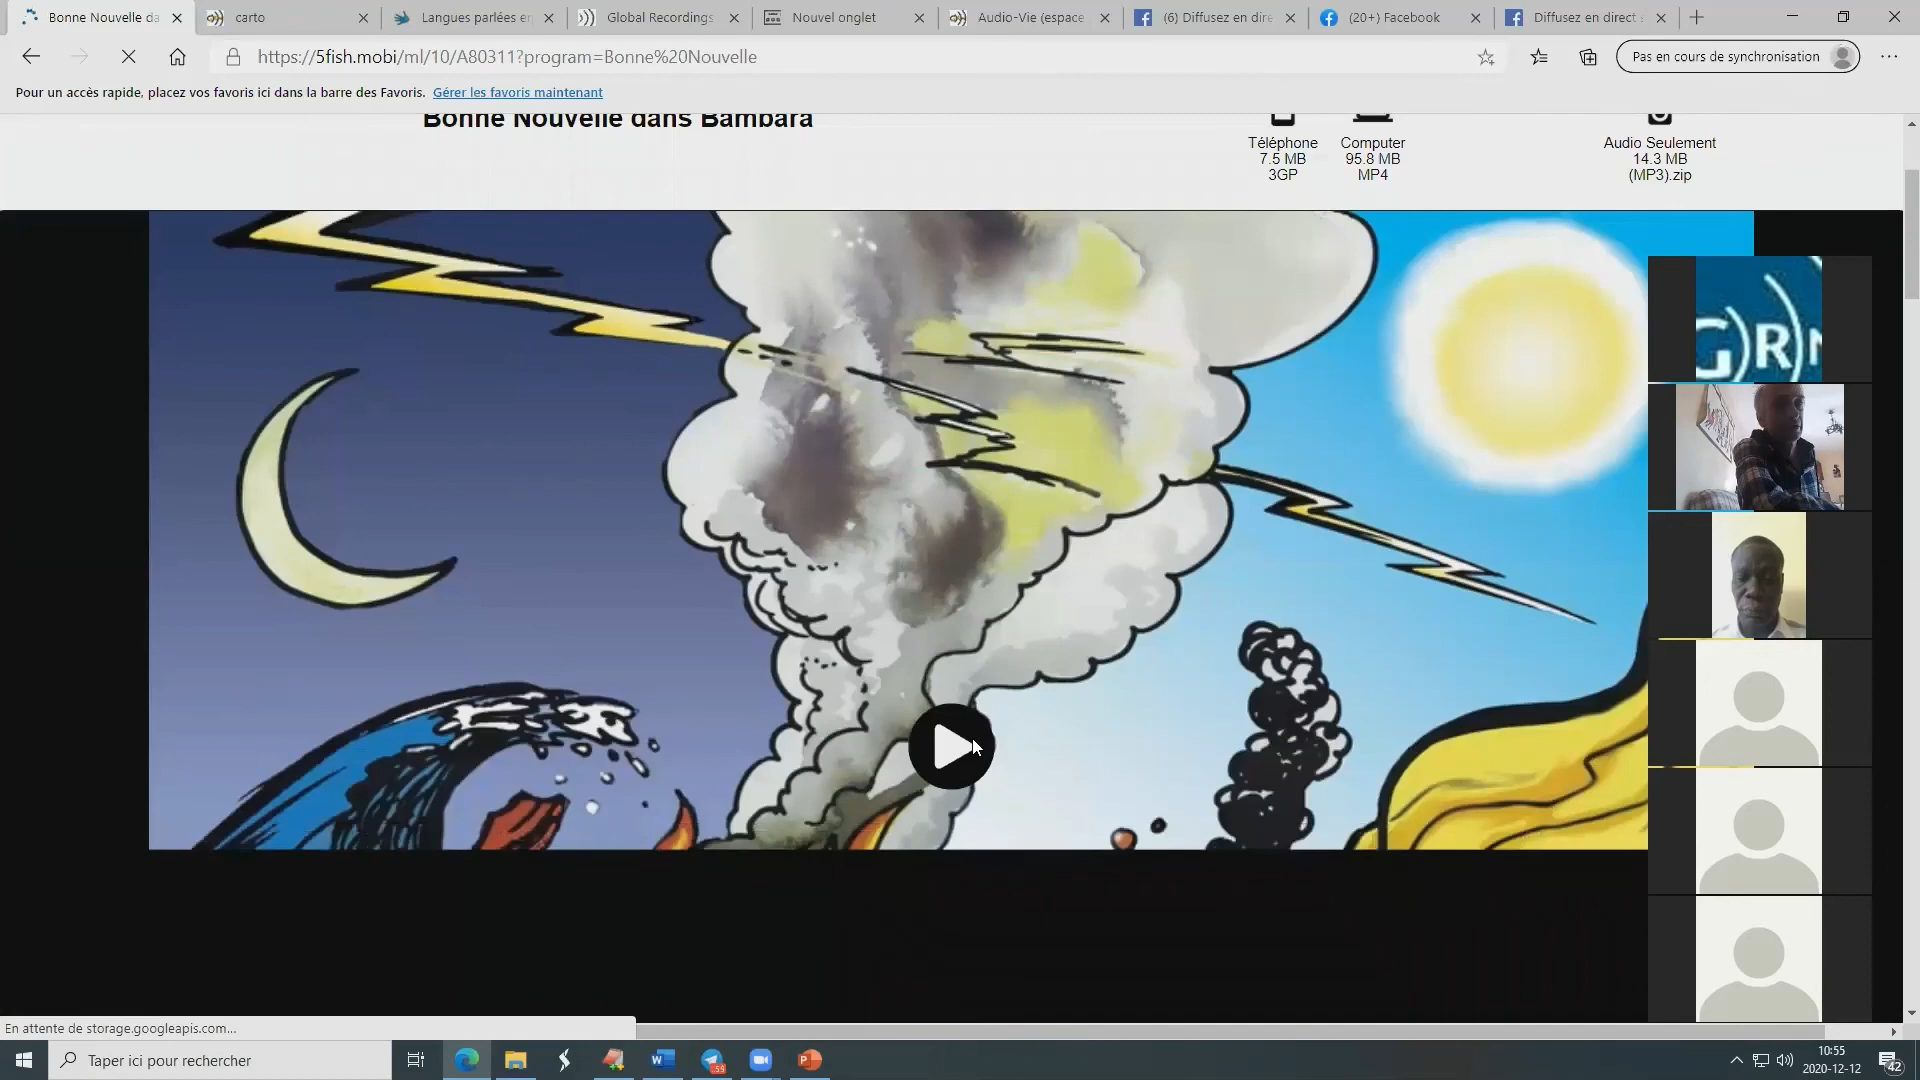 Bonne Nouvelle da
carto
Langues parlées en
Global Recordings
Nouvel onglet
Audio-Vie (espace
(6) Diffusez en dire
(20+) Facebook
Diffusez en direct s
https://5fish.mobi/ml/10/A80311?program=Bonne%20Nouvelle
Pas en cours de synchronisation
Pour un accès rapide, placez vos favoris ici dans la barre des Favoris. Gérer les favoris maintenant
Bonne Nouvelle dans Bambara
Téléphone
7.5 MB
3GP
Computer
95.8 MB
MP4
Audio Seulement
14.3 MB
(MP3).zip
GRN
En attente de storage.googleapis.com...
Taper ici pour rechercher
59
10:55
2020-12-12
42